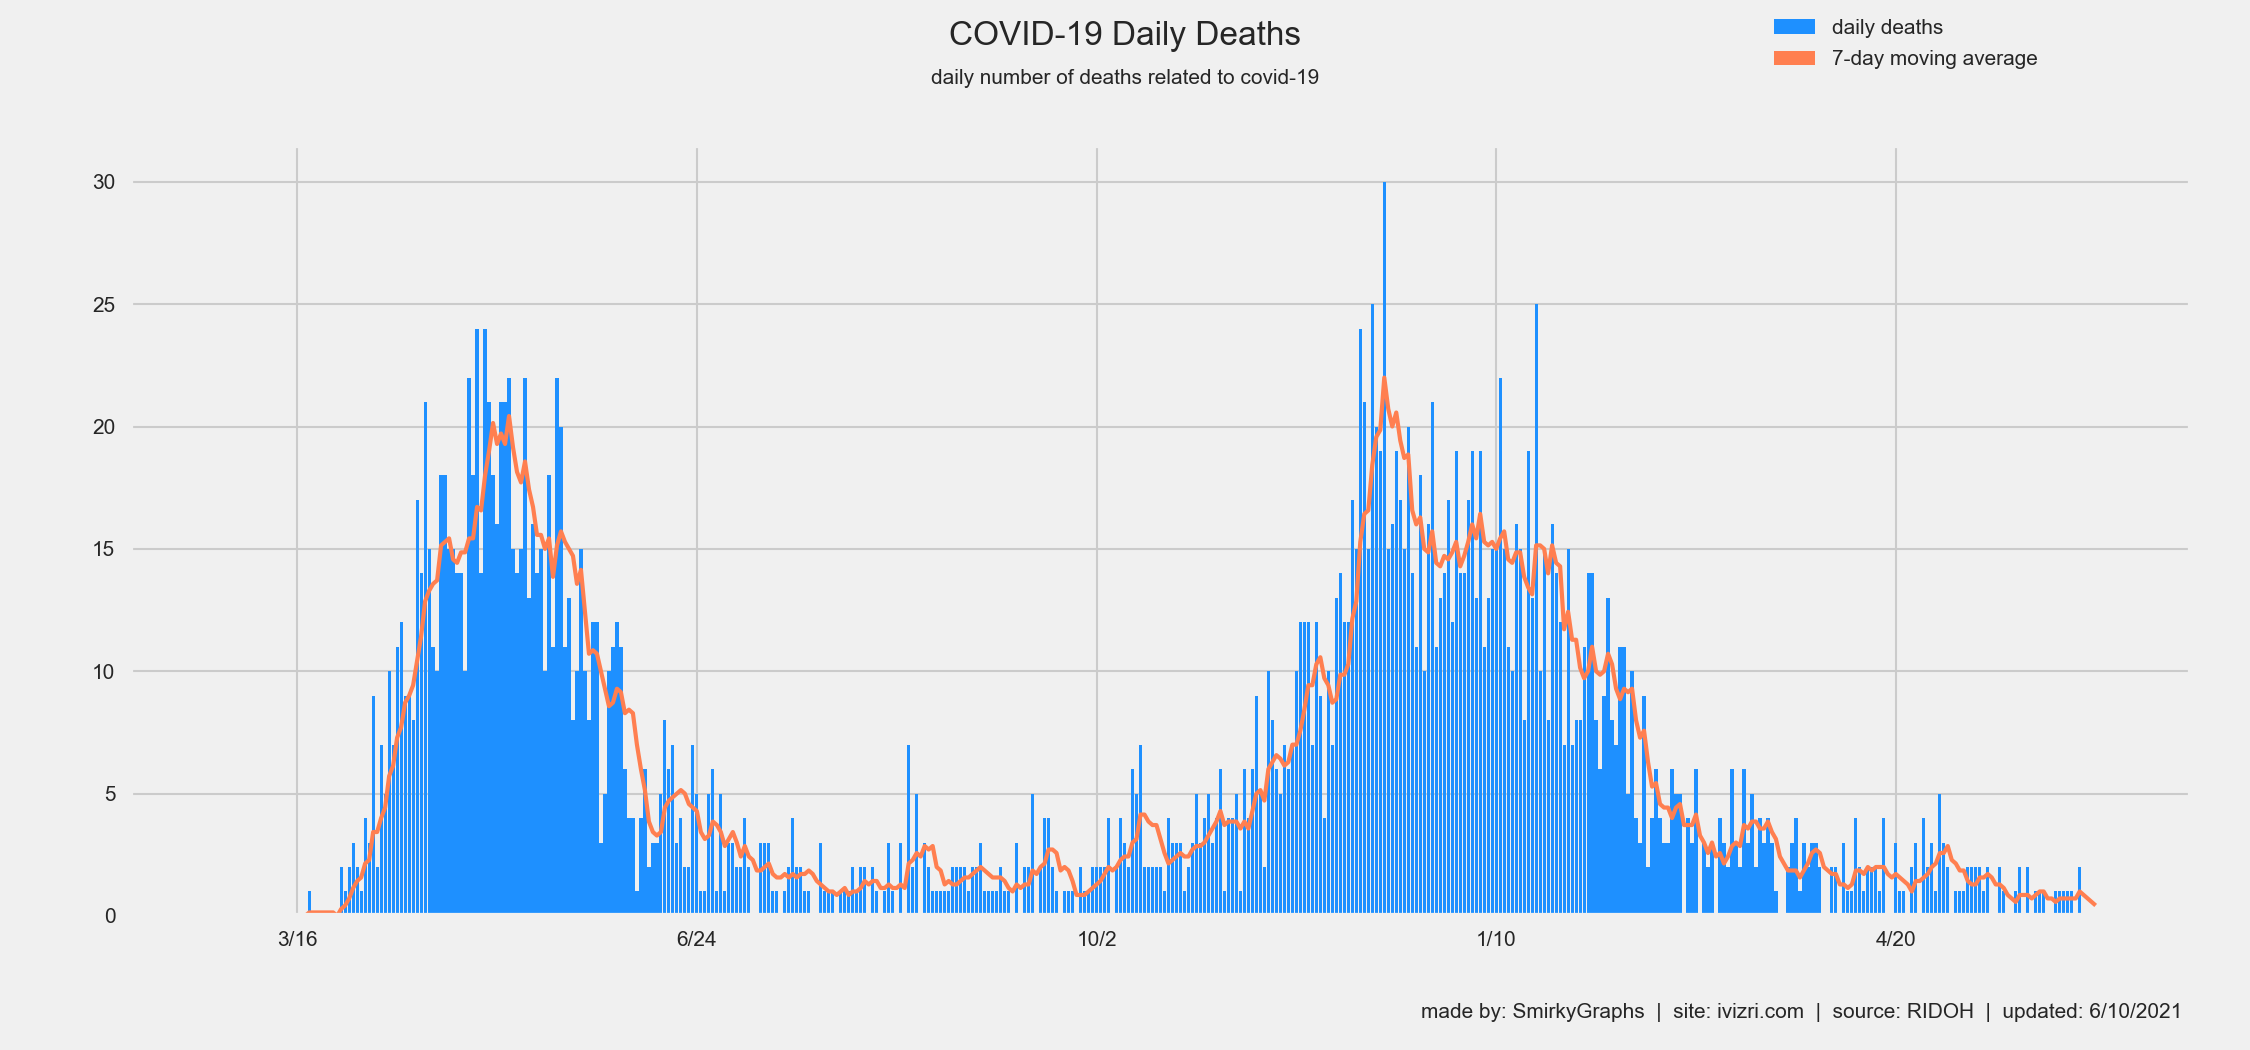 COVID-19 Daily Deaths
daily number of deaths related to covid-19
daily deaths
7-day moving average
30
25
20
15
10
5
0
3/16 6/24 10/2 1/10 4/20
made by: SmirkyGraphs | site: ivizri.com | source: RIDOH | updated: 6/10/2021